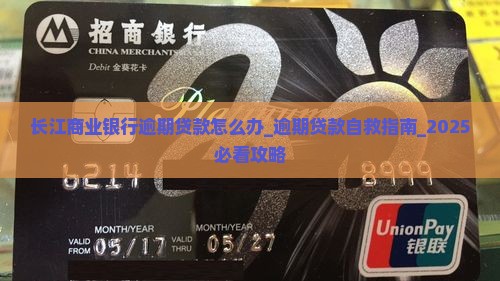 招商银行
CHINA MERCHANTS BANK
Debit 金葵花卡
长江商业银行逾期贷款怎么办_逾期贷款自救指南_2025
必看攻略
6214 8999
MONTH/YEAR MONTH/YEAR
VALID FROM 05/17 VALID THRU 05/27
UnionPay
银联